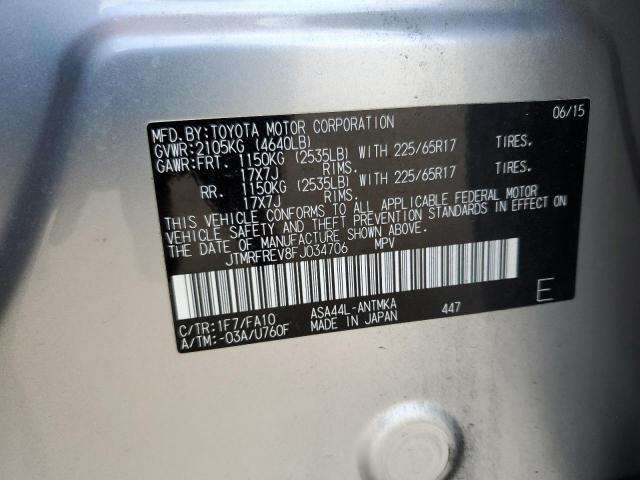 MFD.BY:TOYOTA MOTOR CORPORATION 06/15
GVWR:2105KG (4640LB)
GAWR:FRT. 1150KG (2535LB) WITH 225/65R17 TIRES.
17X7J RIMS.
RR. 1150KG (2535LB) WITH 225/65R17 TIRES.
17X7J RIMS.
THIS VEHICLE CONFORMS TO ALL APPLICABLE FEDERAL MOTOR
VEHICLE SAFETY AND THEFT PREVENTION STANDARDS IN EFFECT ON
THE DATE OF MANUFACTURE SHOWN ABOVE.
JTMRFREV8FJ034706 MPV
C/TR:1F7/FA10 ASA44L-ANTMKA 447 E
A/TM:-03A/U760F MADE IN JAPAN